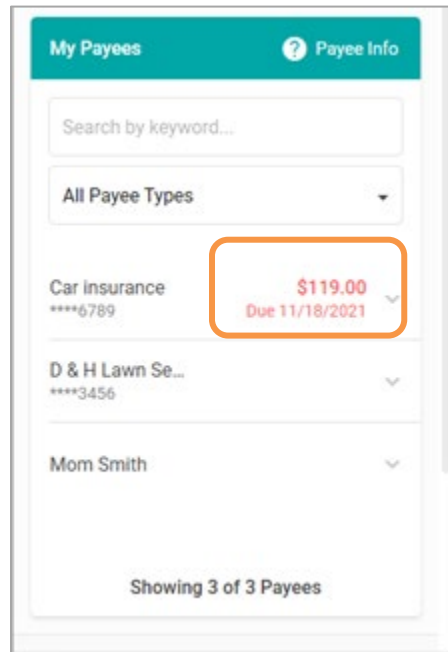 My Payees
? Payee Info
Search by keyword...
All Payee Types
Car insurance
$119.00
****6789
Due 11/18/2021
D & H Lawn Se...
****3456
Mom Smith
Showing 3 of 3 Payees